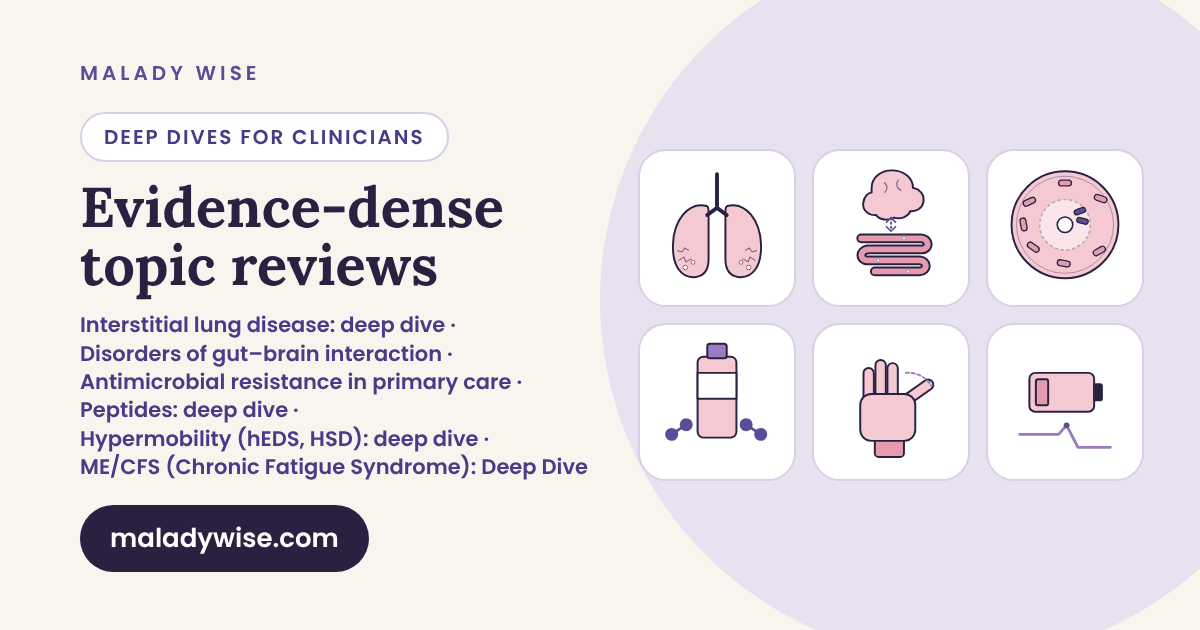 MALADY WISE
DEEP DIVES FOR CLINICIANS
Evidence-dense
topic reviews
Interstitial lung disease: deep dive ·
Disorders of gut–brain interaction ·
Antimicrobial resistance in primary care ·
Peptides: deep dive ·
Hypermobility (hEDS, HSD): deep dive ·
ME/CFS (Chronic Fatigue Syndrome): Deep Dive
maladywise.com